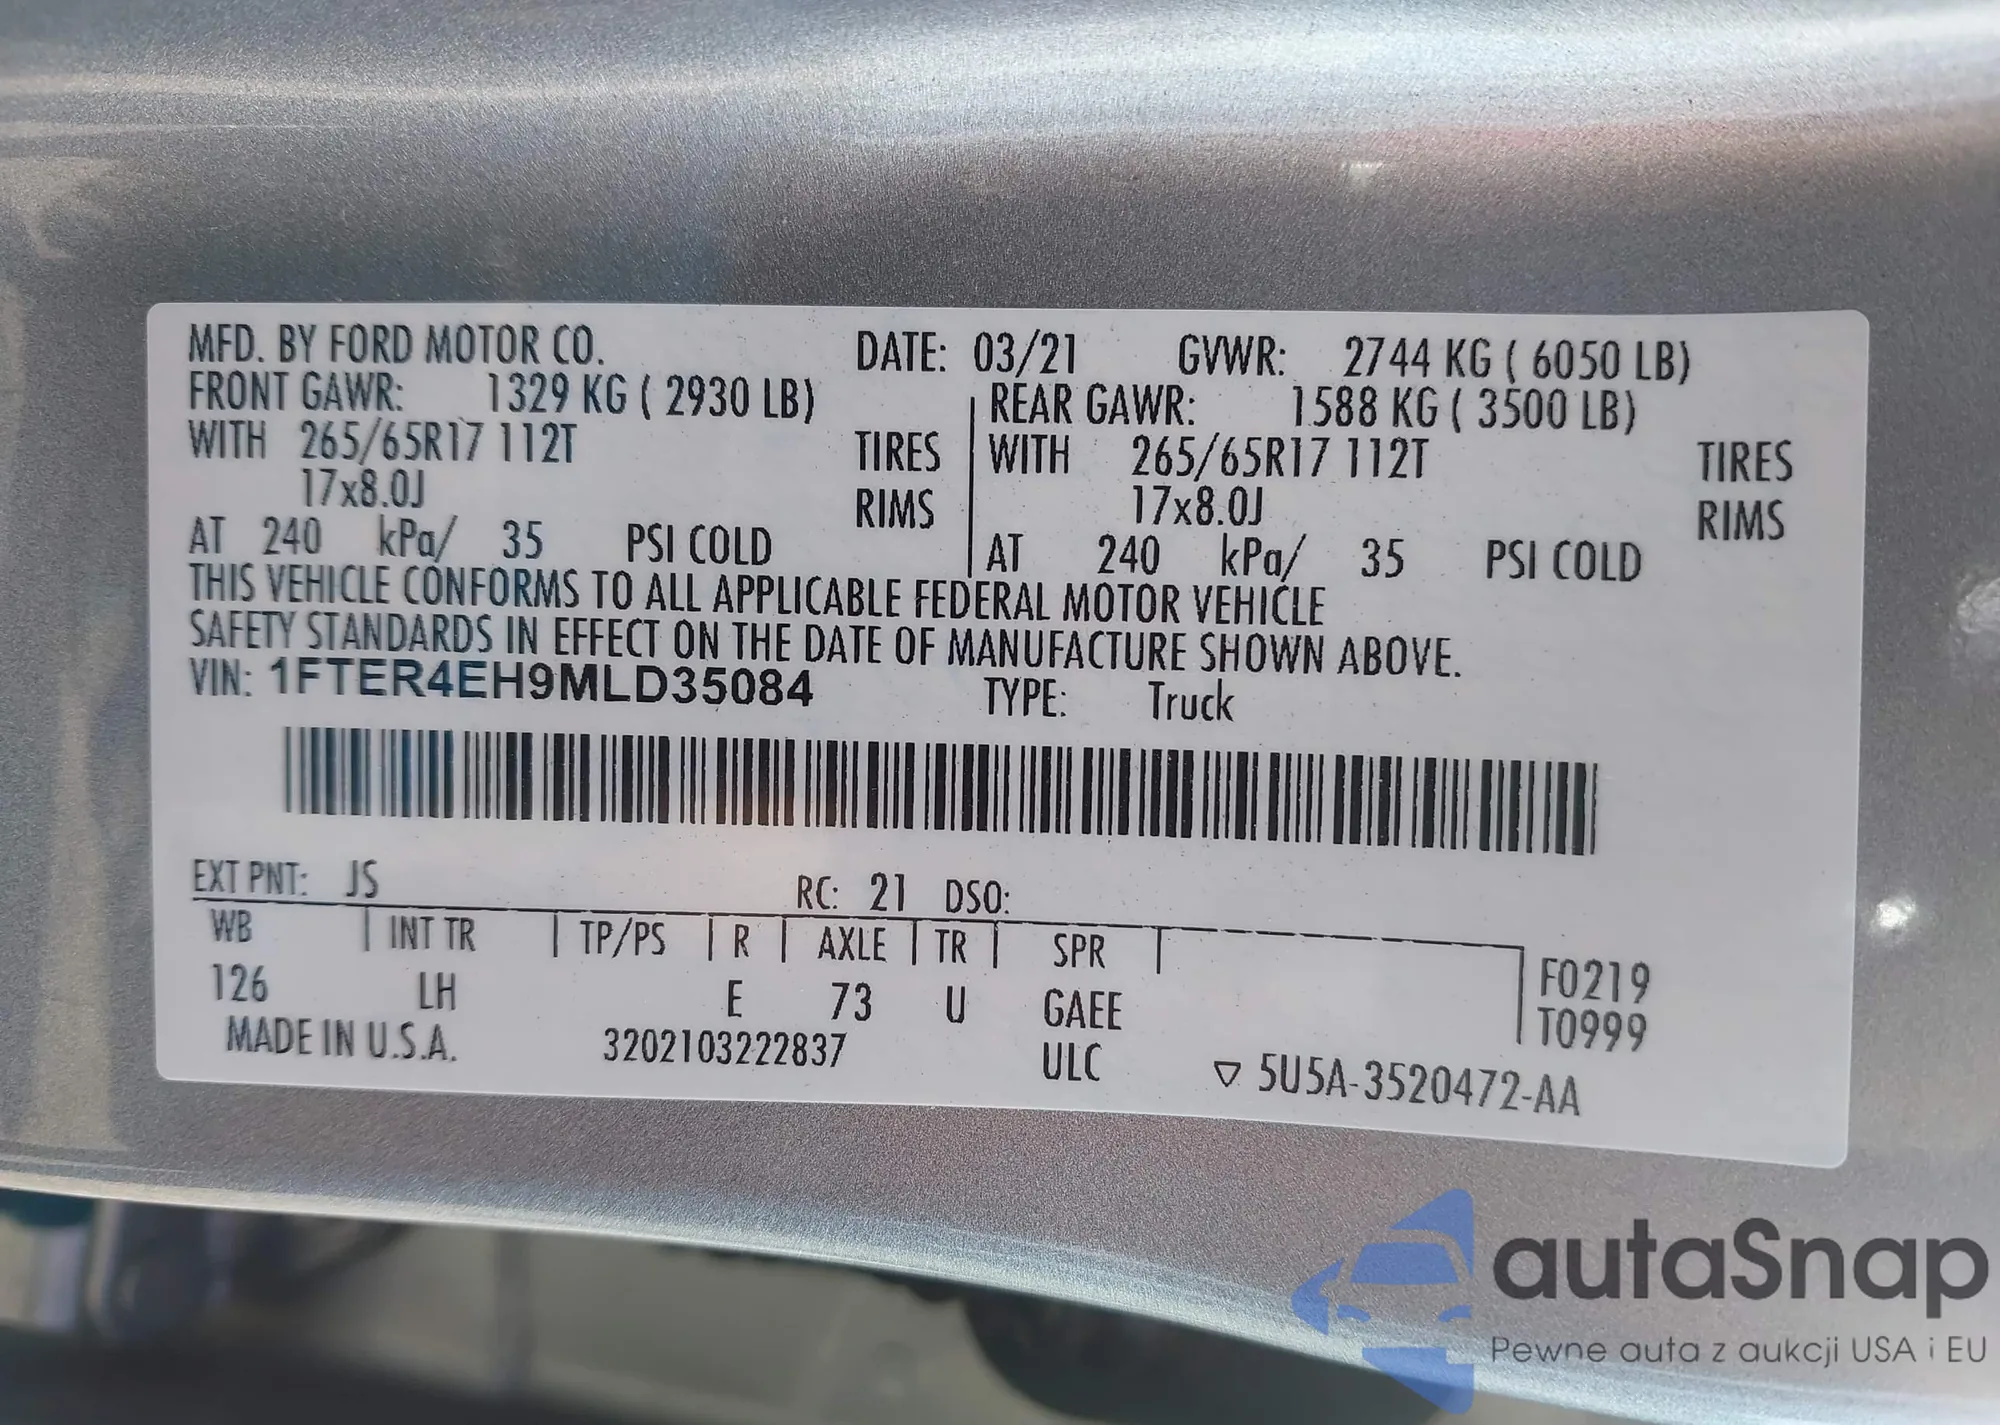 MFD. BY FORD MOTOR CO. DATE: 03/21 GVWR: 2744 KG ( 6050 LB)
FRONT GAWR: 1329 KG ( 2930 LB) REAR GAWR: 1588 KG ( 3500 LB)
WITH 265/65R17 112T TIRES WITH 265/65R17 112T TIRES
17x8.0J RIMS 17x8.0J RIMS
AT 240 kPa/ 35 PSI COLD AT 240 kPa/ 35 PSI COLD
THIS VEHICLE CONFORMS TO ALL APPLICABLE FEDERAL MOTOR VEHICLE
SAFETY STANDARDS IN EFFECT ON THE DATE OF MANUFACTURE SHOWN ABOVE.
VIN: 1FTER4EH9MLD35084 TYPE: Truck
EXT PNT: JS RC: 21 DSO:
WB INT TR TP/PS R AXLE TR SPR
126 LH E 73 U GAEE F0219
T0999
MADE IN U.S.A. 3202103222837 ULC ▽ 5U5A-3520472-AA
autaSnap
Pewne auta z aukcji USA i EU